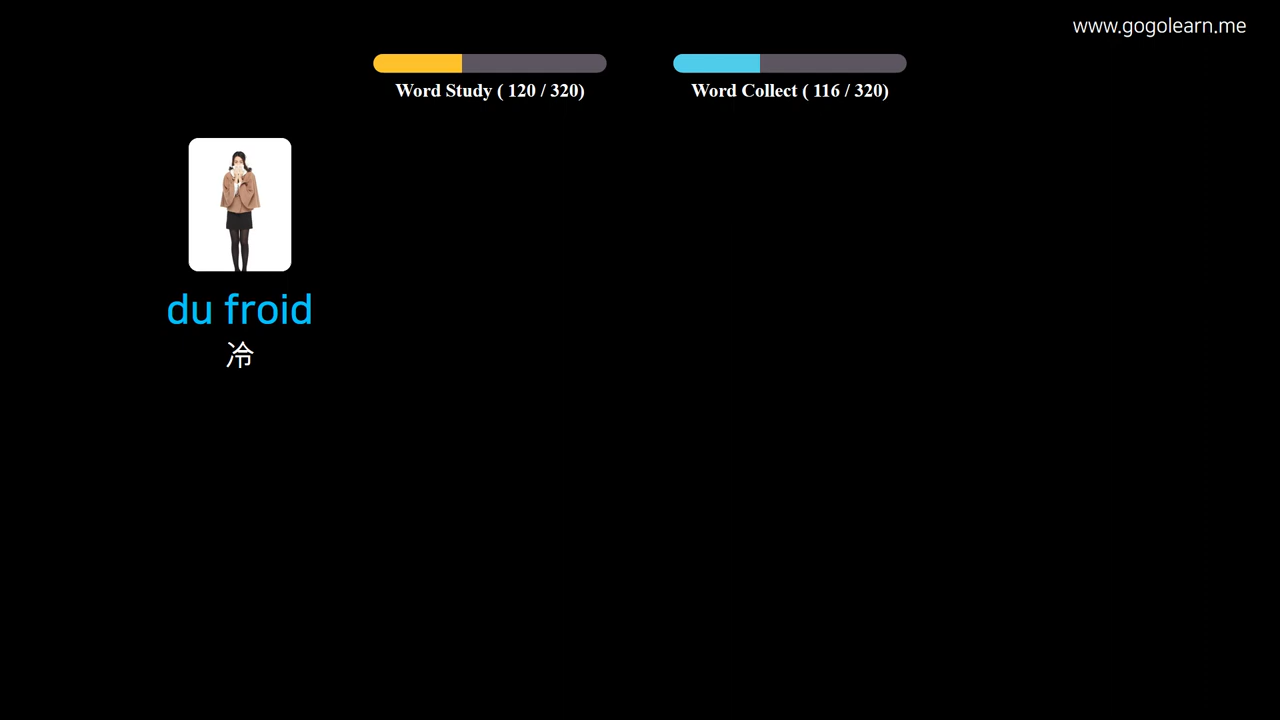 www.gogolearn.me
Word Study ( 120 / 320)
Word Collect ( 116 / 320)
du froid
冷